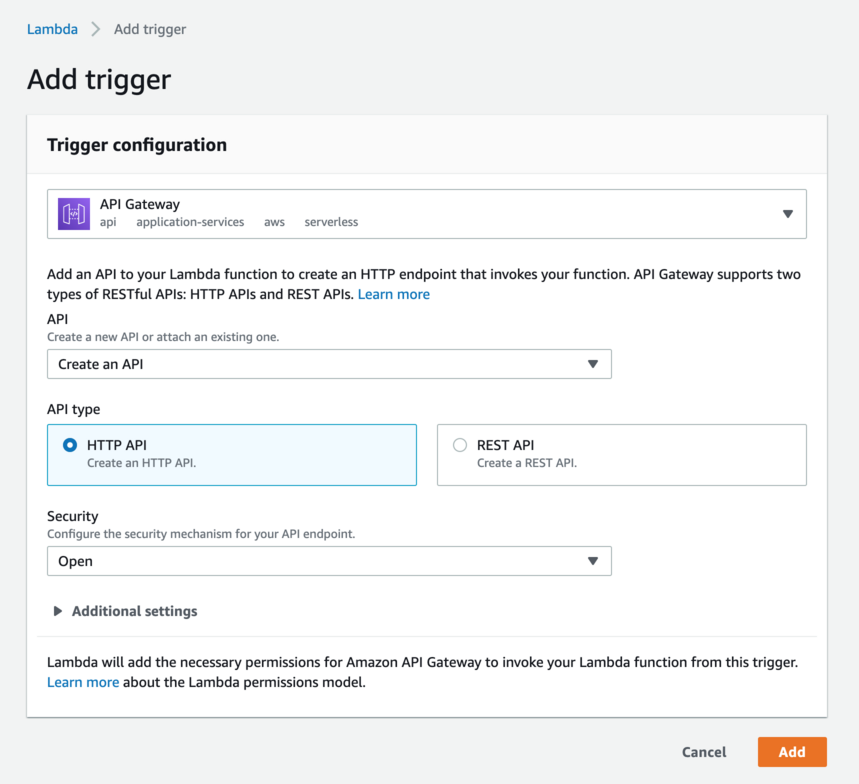 Lambda > Add trigger
Add trigger
Trigger configuration
API Gateway
api application-services aws serverless
Add an API to your Lambda function to create an HTTP endpoint that invokes your function. API Gateway supports two
types of RESTful APIs: HTTP APIs and REST APIs. Learn more
API
Create a new API or attach an existing one.
Create an API
API type
HTTP API
Create an HTTP API.
REST API
Create a REST API.
Security
Configure the security mechanism for your API endpoint.
Open
Additional settings
Lambda will add the necessary permissions for Amazon API Gateway to invoke your Lambda function from this trigger.
Learn more about the Lambda permissions model.
Cancel Add